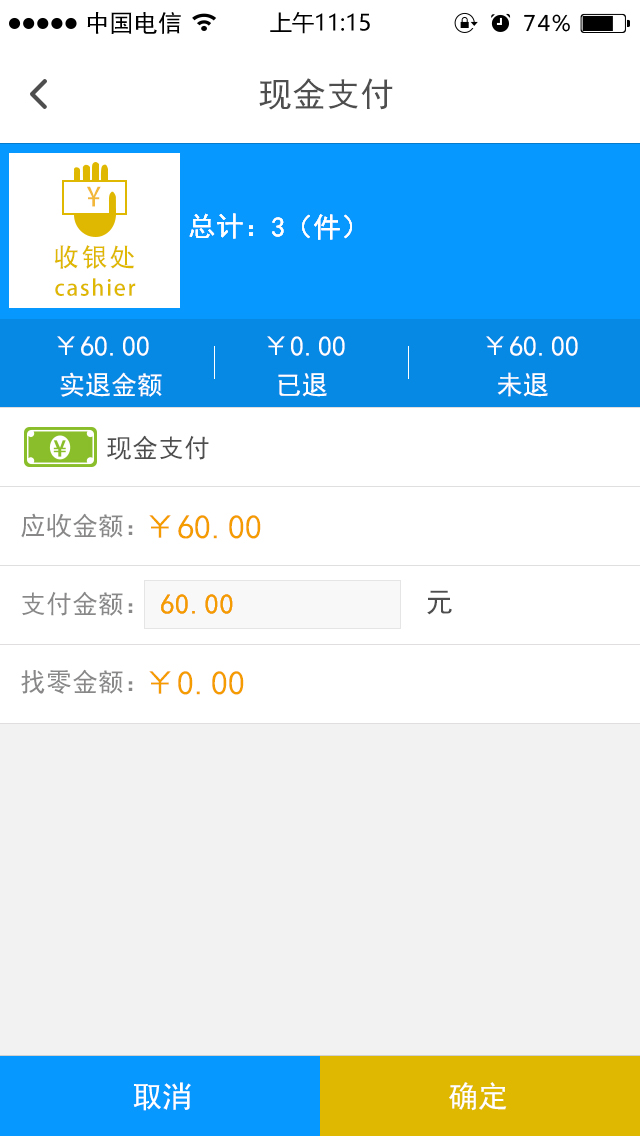 中国电信 上午11:15 74%
现金支付
¥
收银处
cashier
总计：3（件）
￥60.00 ￥0.00 ￥60.00
实退金额 已退 未退
¥ 现金支付
应收金额：￥60.00
支付金额：60.00 元
找零金额：￥0.00
取消 确定